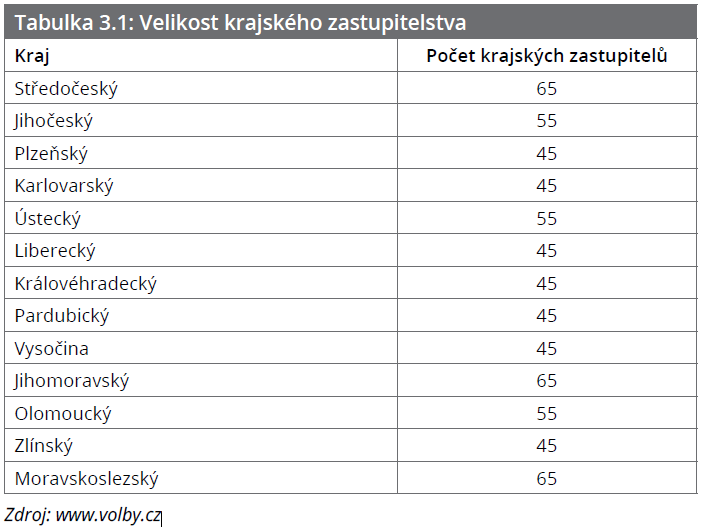 Tabulka 3.1: Velikost krajského zastupitelstva
Kraj Počet krajských zastupitelů
Středočeský 65
Jihočeský 55
Plzeňský 45
Karlovarský 45
Ústecký 55
Liberecký 45
Královéhradecký 45
Pardubický 45
Vysočina 45
Jihomoravský 65
Olomoucký 55
Zlínský 45
Moravskoslezský 65
Zdroj: www.volby.cz